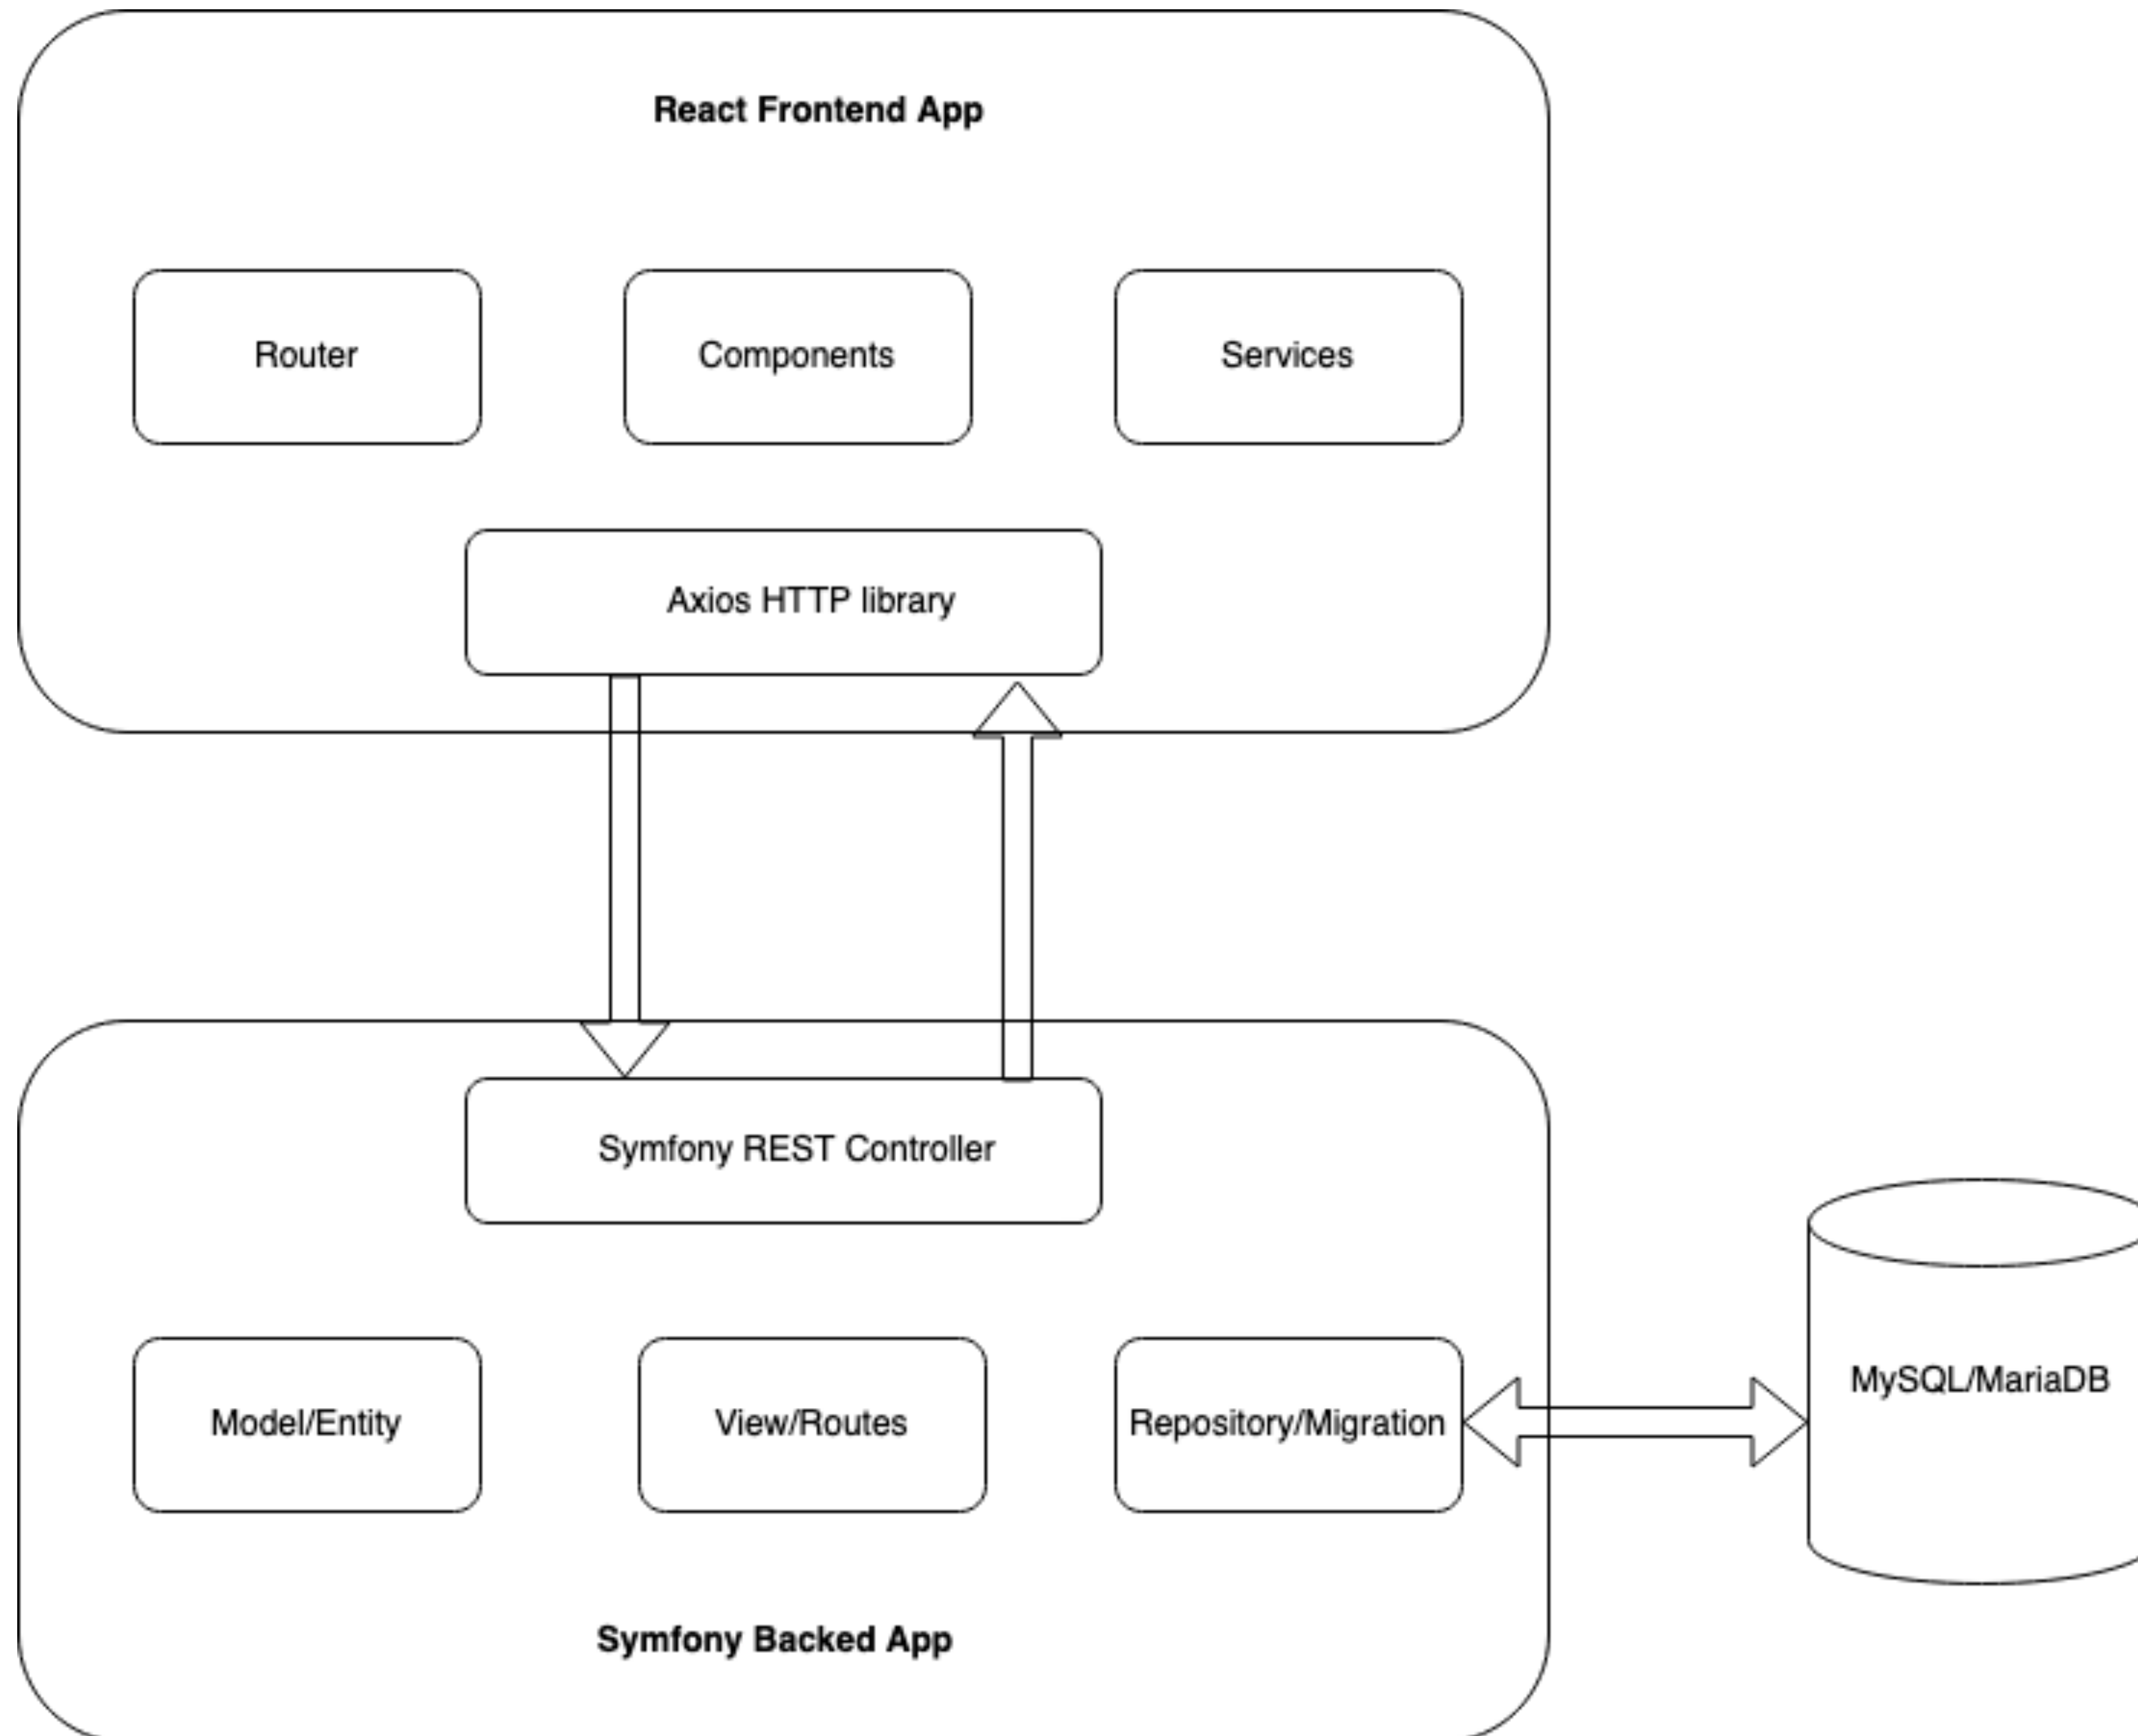 React Frontend App
Router
Components
Services
Axios HTTP library
Symfony REST Controller
MySQL/MariaDB
Model/Entity
View/Routes
Repository/Migration
Symfony Backed App